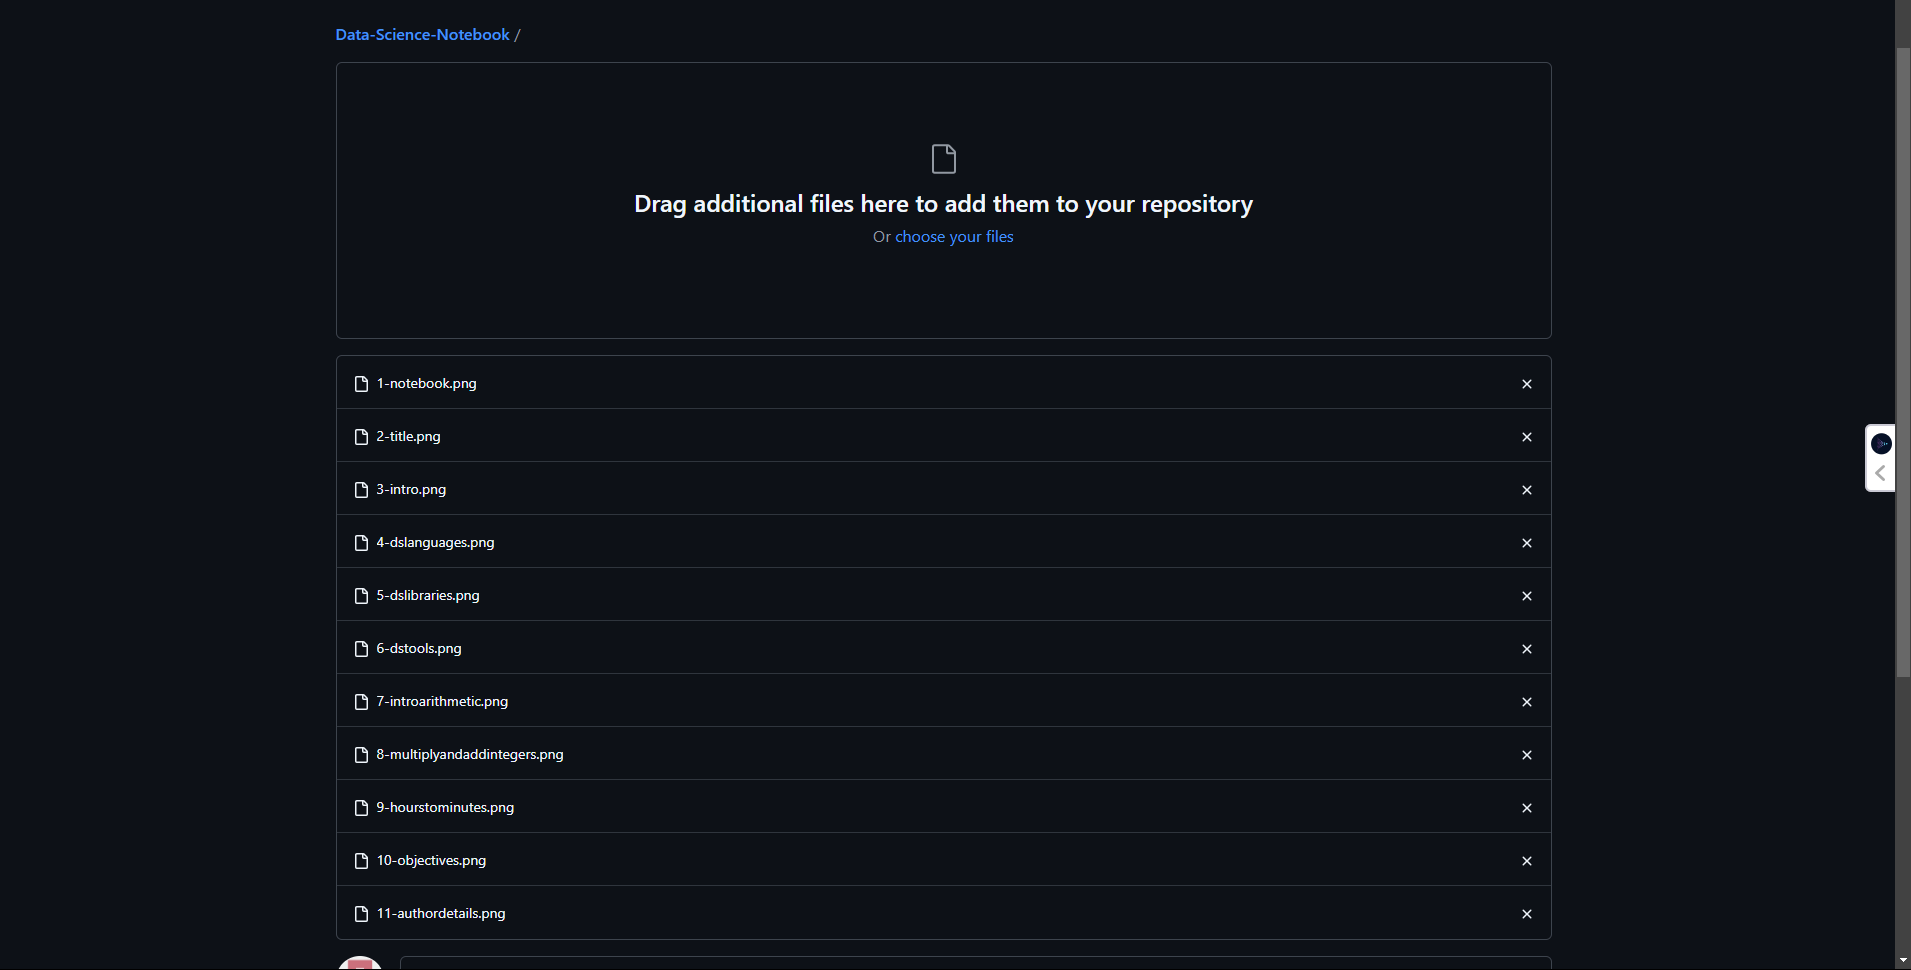 Data-Science-Notebook /
Drag additional files here to add them to your repository
Or choose your files
1-notebook.png
2-title.png
3-intro.png
4-dslanguages.png
5-dslibraries.png
6-dstools.png
7-introarithmetic.png
8-multiplyandaddintegers.png
9-hourstominutes.png
10-objectives.png
11-authordetails.png